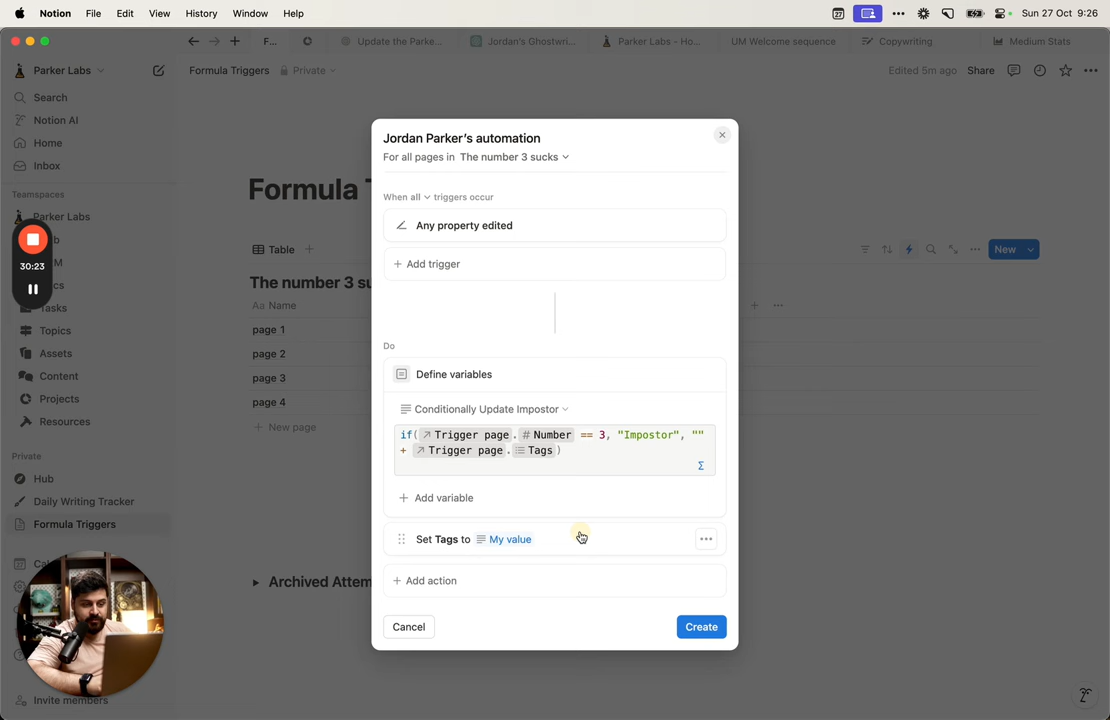 Notion File Edit View History Window Help
27 Sun 27 Oct 9:26
F... Update the Parke... Jordan's Ghostwri... Parker Labs - Ho... UM Welcome sequence Copywriting Medium Stats
Parker Labs
Formula Triggers Private
Edited 5m ago Share
Search
Notion AI
Home
Inbox
Teamspaces
Parker Labs
30:23
Tasks
Topics
Assets
Content
Projects
Resources
Private
Hub
Daily Writing Tracker
Formula Triggers
Invite members
Formula T
Table
New
The number 3 su
Aa Name
page 1
page 2
page 3
page 4
+ New page
Archived Attem
Jordan Parker's automation
For all pages in The number 3 sucks
When all triggers occur
Any property edited
+ Add trigger
Do
Define variables
Conditionally Update Impostor
if( Trigger page . # Number == 3, "Impostor", ""
+ Trigger page . Tags )
Σ
+ Add variable
Set Tags to My value
+ Add action
Cancel
Create